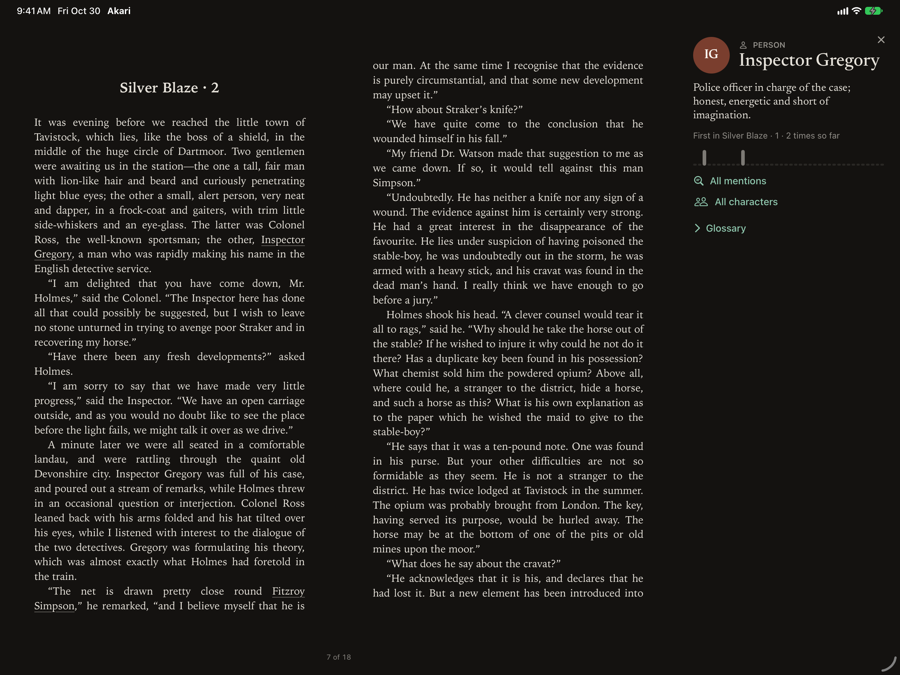 9:41 AM Fri Oct 30 Akari
Silver Blaze · 2
It was evening before we reached the little town of
Tavistock, which lies, like the boss of a shield, in the
middle of the huge circle of Dartmoor. Two gentlemen
were awaiting us in the station—the one a tall, fair man
with lion-like hair and beard and curiously penetrating
light blue eyes; the other a small, alert person, very neat
and dapper, in a frock-coat and gaiters, with trim little
side-whiskers and an eye-glass. The latter was Colonel
Ross, the well-known sportsman; the other, Inspector
Gregory, a man who was rapidly making his name in the
English detective service.
“I am delighted that you have come down, Mr.
Holmes,” said the Colonel. “The Inspector here has done
all that could possibly be suggested, but I wish to leave
no stone unturned in trying to avenge poor Straker and in
recovering my horse.”
“Have there been any fresh developments?” asked
Holmes.
“I am sorry to say that we have made very little
progress,” said the Inspector. “We have an open carriage
outside, and as you would no doubt like to see the place
before the light fails, we might talk it over as we drive.”
A minute later we were all seated in a comfortable
landau, and were rattling through the quaint old
Devonshire city. Inspector Gregory was full of his case,
and poured out a stream of remarks, while Holmes threw
in an occasional question or interjection. Colonel Ross
leaned back with his arms folded and his hat tilted over
his eyes, while I listened with interest to the dialogue of
the two detectives. Gregory was formulating his theory,
which was almost exactly what Holmes had foretold in
the train.
“The net is drawn pretty close round Fitzroy
Simpson,” he remarked, “and I believe myself that he is
our man. At the same time I recognise that the evidence
is purely circumstantial, and that some new development
may upset it.”
“How about Straker’s knife?”
“We have quite come to the conclusion that he
wounded himself in his fall.”
“My friend Dr. Watson made that suggestion to me as
we came down. If so, it would tell against this man
Simpson.”
“Undoubtedly. He has neither a knife nor any sign of a
wound. The evidence against him is certainly very strong.
He had a great interest in the disappearance of the
favourite. He lies under suspicion of having poisoned the
stable-boy, he was undoubtedly out in the storm, he was
armed with a heavy stick, and his cravat was found in the
dead man’s hand. I really think we have enough to go
before a jury.”
Holmes shook his head. “A clever counsel would tear it
all to rags,” said he. “Why should he take the horse out of
the stable? If he wished to injure it why could he not do it
there? Has a duplicate key been found in his possession?
What chemist sold him the powdered opium? Above all,
where could he, a stranger to the district, hide a horse,
and such a horse as this? What is his own explanation as
to the paper which he wished the maid to give to the
stable-boy?”
“He says that it was a ten-pound note. One was found
in his purse. But your other difficulties are not so
formidable as they seem. He is not a stranger to the
district. He has twice lodged at Tavistock in the summer.
The opium was probably brought from London. The key,
having served its purpose, would be hurled away. The
horse may be at the bottom of one of the pits or old
mines upon the moor.”
“What does he say about the cravat?”
“He acknowledges that it is his, and declares that he
had lost it. But a new element has been introduced into
7 of 18
IG
PERSON
Inspector Gregory
Police officer in charge of the case;
honest, energetic and short of
imagination.
First in Silver Blaze · 1 · 2 times so far
All mentions
All characters
Glossary